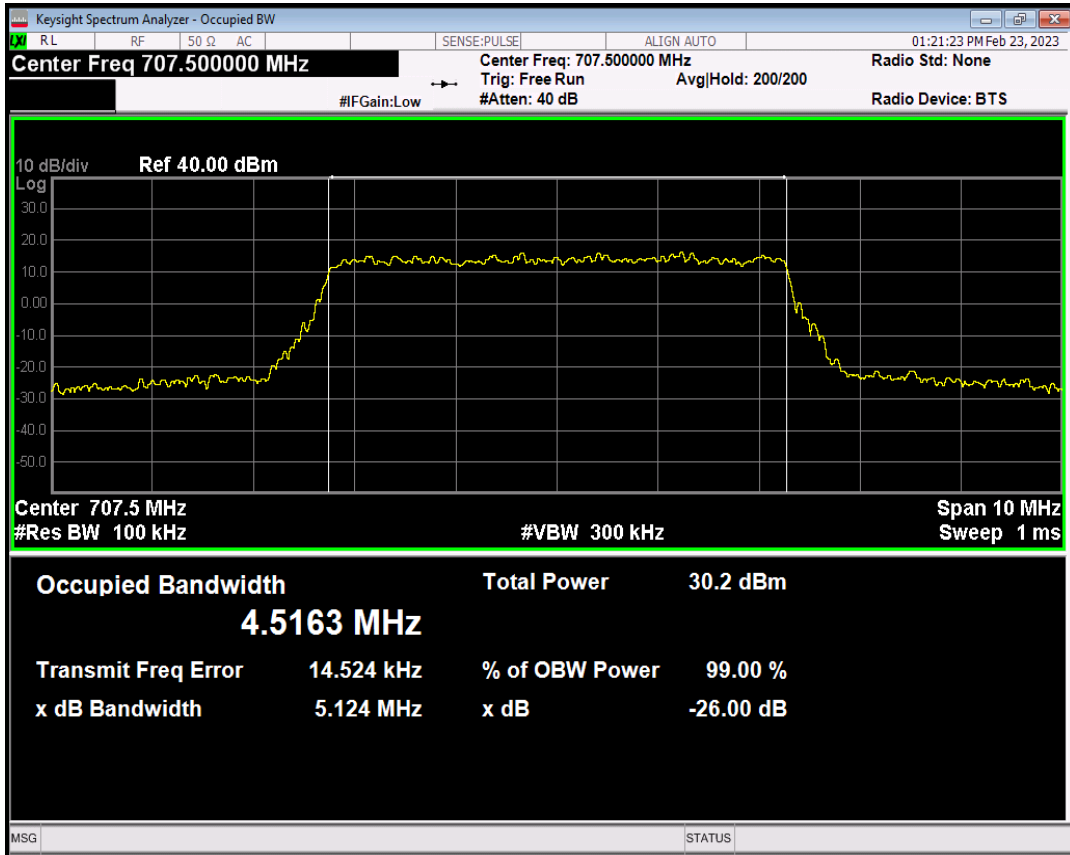 Keysight Spectrum Analyzer - Occupied BW
LXI RL RF 50 Ω AC SENSE:PULSE ALIGN AUTO 01:21:23 PM Feb 23, 2023
Center Freq 707.500000 MHz Center Freq: 707.500000 MHz Radio Std: None
Trig: Free Run Avg|Hold: 200/200
#IFGain:Low #Atten: 40 dB Radio Device: BTS
10 dB/div Ref 40.00 dBm
Log
30.0
20.0
10.0
0.00
-10.0
-20.0
-30.0
-40.0
-50.0
Center 707.5 MHz Span 10 MHz
#Res BW 100 kHz #VBW 300 kHz Sweep 1 ms
Occupied Bandwidth Total Power 30.2 dBm
4.5163 MHz
Transmit Freq Error 14.524 kHz % of OBW Power 99.00 %
x dB Bandwidth 5.124 MHz x dB -26.00 dB
MSG STATUS